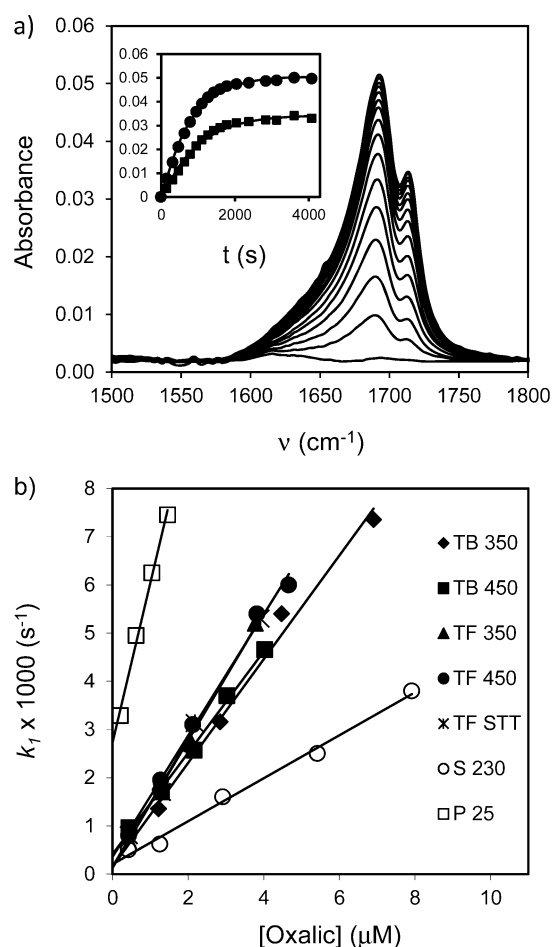 a)
0.06
0.05
0.04
0.03
0.02
0.01
0.00
Absorbance
0.06
0.05
0.04
0.03
0.02
0.01
0
0 2000 4000
t (s)
1500 1550 1600 1650 1700 1750 1800
ν (cm⁻¹)
b)
8
7
6
5
4
3
2
1
0
k₁ x 1000 (s⁻¹)
TB 350
TB 450
TF 350
TF 450
TF STT
S 230
P 25
0 2 4 6 8 10
[Oxalic] (μM)